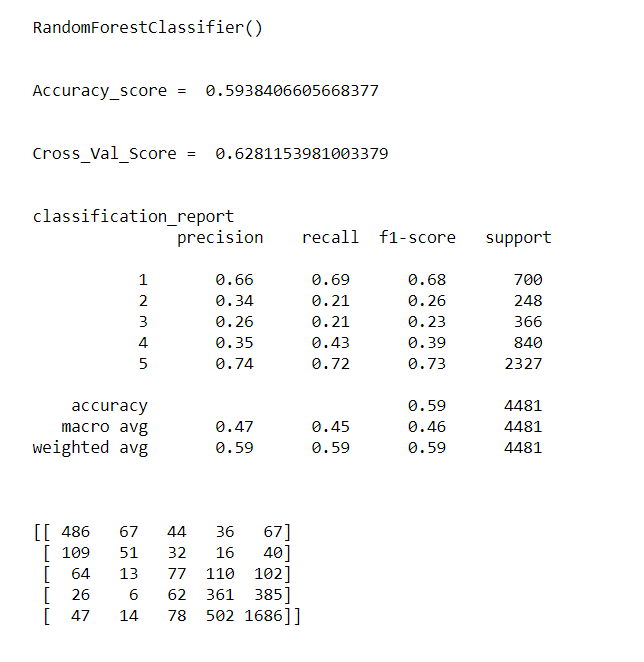 RandomForestClassifier()
Accuracy_score = 0.5938406605668377
Cross_Val_Score = 0.6281153981003379
classification_report
precision recall f1-score support
1 0.66 0.69 0.68 700
2 0.34 0.21 0.26 248
3 0.26 0.21 0.23 366
4 0.35 0.43 0.39 840
5 0.74 0.72 0.73 2327
accuracy 0.59 4481
macro avg 0.47 0.45 0.46 4481
weighted avg 0.59 0.59 0.59 4481
[[ 486 67 44 36 67]
[ 109 51 32 16 40]
[ 64 13 77 110 102]
[ 26 6 62 361 385]
[ 47 14 78 502 1686]]